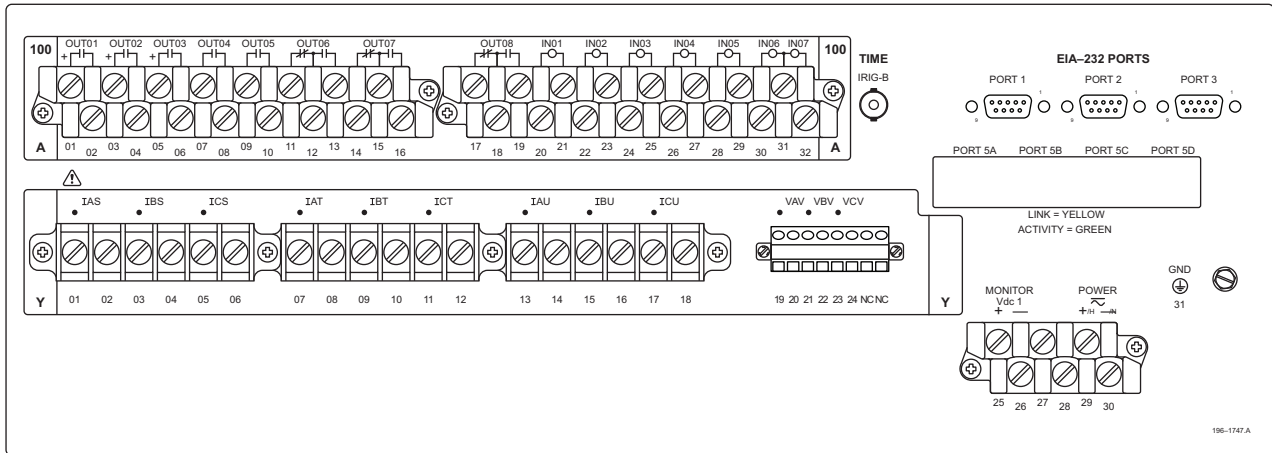 100 OUT01 OUT02 OUT03 OUT04 OUT05 OUT06 OUT07 OUT08 IN01 IN02 IN03 IN04 IN05 IN06 IN07 100
+ + +
TIME
IRIG-B
EIA–232 PORTS
PORT 1 PORT 2 PORT 3
1 1 1
9 9 9
A 01 02 03 04 05 06 07 08 09 10 11 12 13 14 15 16 17 18 19 20 21 22 23 24 25 26 27 28 29 30 31 32 A
PORT 5A PORT 5B PORT 5C PORT 5D
LINK = YELLOW
ACTIVITY = GREEN
IAS IBS ICS IAT IBT ICT IAU IBU ICU VAV VBV VCV
Y 01 02 03 04 05 06 07 08 09 10 11 12 13 14 15 16 17 18 19 20 21 22 23 24 NC NC Y
GND
31
MONITOR
Vdc 1
+ —
POWER
+/H —/N
25 26 27 28 29 30
196–1747.A